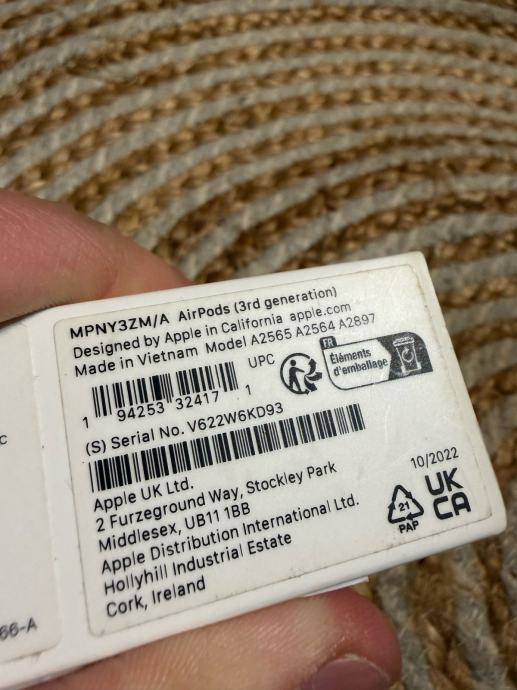 MPNY3ZM/A AirPods (3rd generation)
Designed by Apple in California apple.com
Made in Vietnam Model A2565 A2564 A2897
UPC
FR
Éléments
d'emballage
1 94253 32417 1
(S) Serial No. V622W6KD93
Apple UK Ltd.
2 Furzeground Way, Stockley Park
Middlesex, UB11 1BB
Apple Distribution International Ltd.
Hollyhill Industrial Estate
Cork, Ireland
10/2022
21
PAP
UK
CA
c
66-A